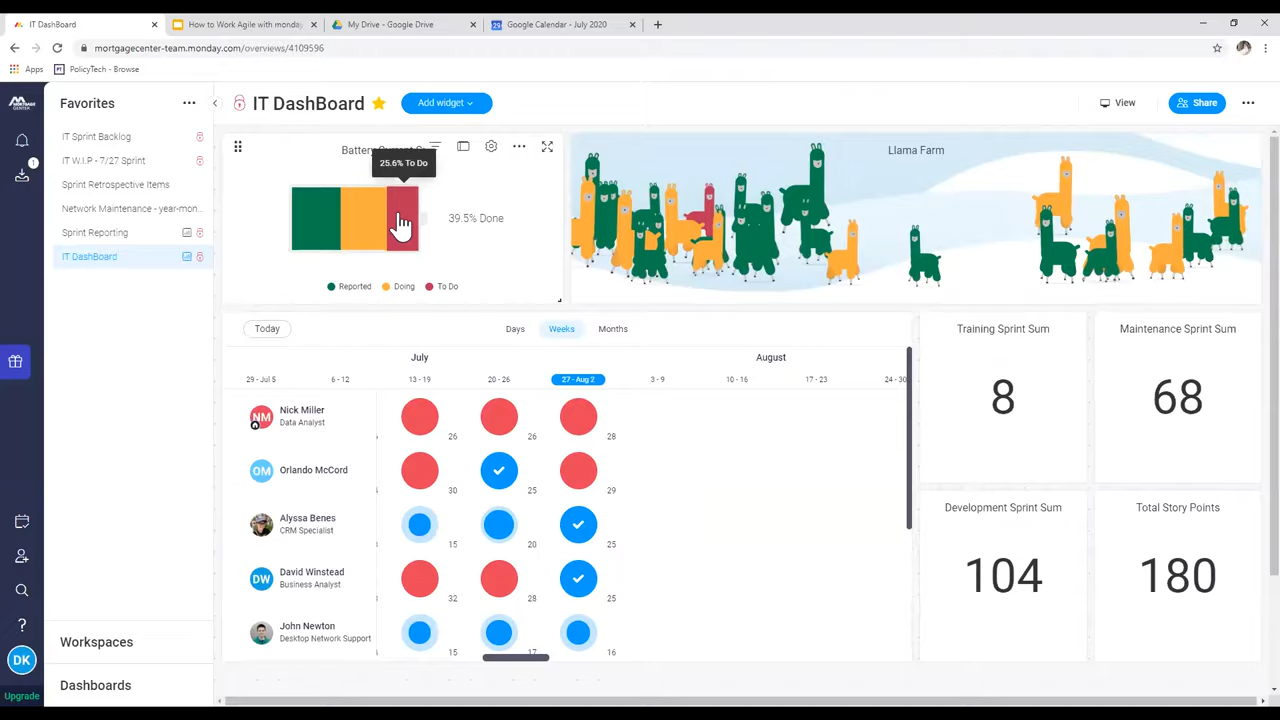 IT DashBoard
How to Work Agile with monda
My Drive - Google Drive
Google Calendar - July 2020
mortgagecenter-team.monday.com/overviews/4109596
Apps
PolicyTech - Browse
Favorites
IT Sprint Backlog
IT W.I.P - 7/27 Sprint
Sprint Retrospective Items
Network Maintenance - year-mon...
Sprint Reporting
IT DashBoard
Workspaces
Dashboards
DK
Upgrade
1
IT DashBoard
Add widget
View
Share
25.6% To Do
39.5% Done
Reported
Doing
To Do
Llama Farm
Today
Days
Weeks
Months
July
August
29 - Jul 5
6 - 12
13 - 19
20 - 26
27 - Aug 2
3 - 9
10 - 16
17 - 23
24 - 30
NM
Nick Miller
Data Analyst
26
26
28
OM
Orlando McCord
30
25
29
Alyssa Benes
CRM Specialist
15
20
25
DW
David Winstead
Business Analyst
32
28
25
John Newton
Desktop Network Support
15
17
16
Training Sprint Sum
8
Maintenance Sprint Sum
68
Development Sprint Sum
104
Total Story Points
180